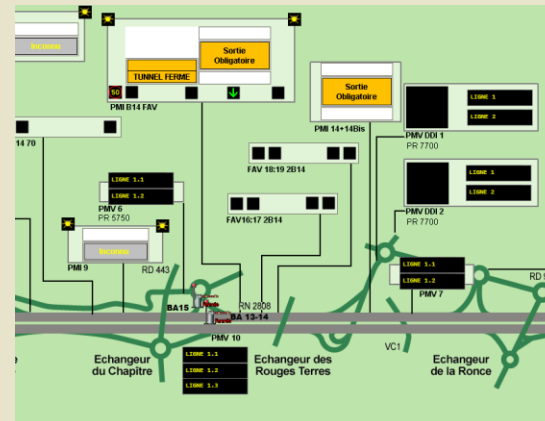 Inconnu
Sortie
Obligatoire
TUNNEL FERME
50
PMI B14 FAV
Sortie
Obligatoire
PMI 14+14Bis
LIGNE 1
LIGNE 2
PMV DDI 1
PR 7700
14 70
FAV 18:19 2B14
LIGNE 1.1
LIGNE 1.2
PMV 6
PR 5750
LIGNE 1
LIGNE 2
PMV DDI 2
PR 7700
FAV16:17 2B14
Inconnu
PMI 9
RD 443
LIGNE 1.1
LIGNE 1.2
PMV 7
RD 9
BA15
RN 2808
BA 13-14
PMV 10
VC1
Echangeur
du Chapitre
LIGNE 1.1
LIGNE 1.2
LIGNE 1.3
Echangeur des
Rouges Terres
Echangeur
de la Ronce